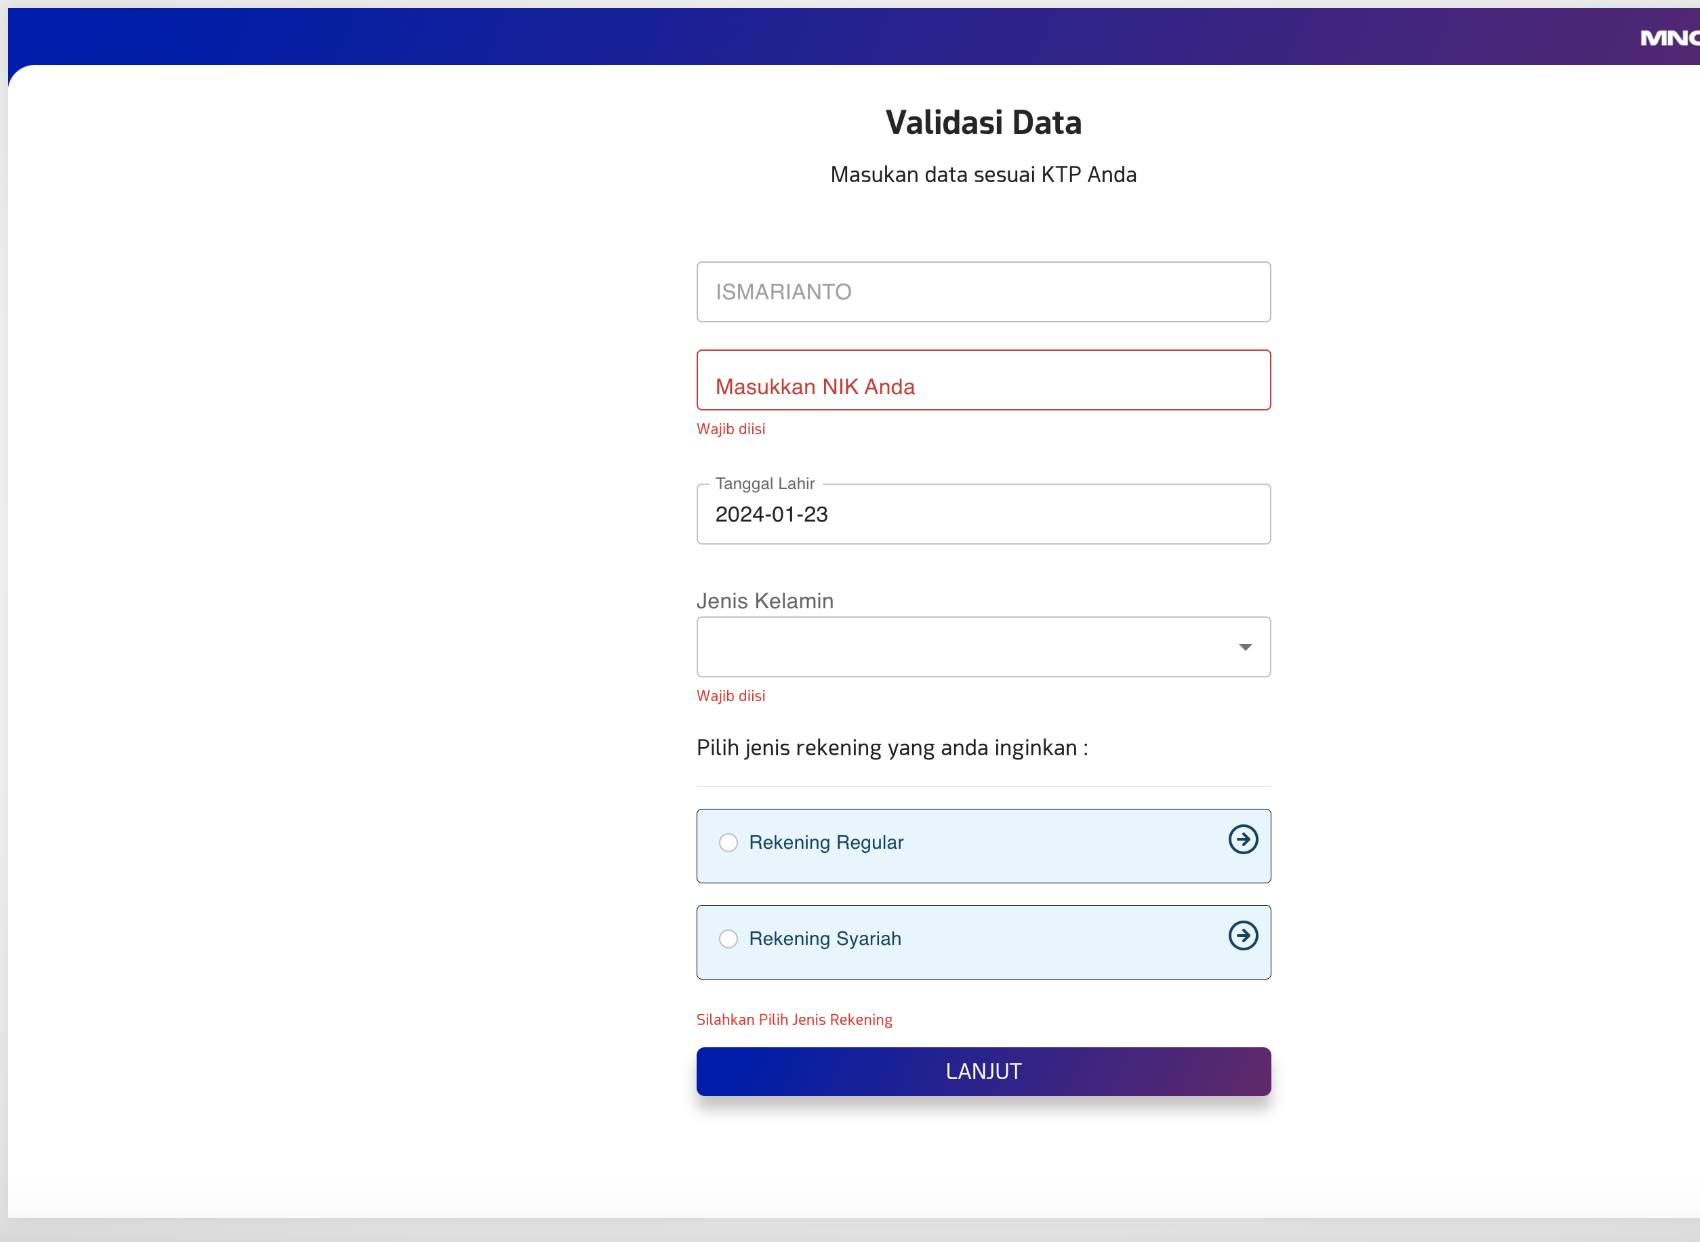 MNC
Validasi Data
Masukan data sesuai KTP Anda
ISMARIANTO
Masukkan NIK Anda
Wajib diisi
Tanggal Lahir
2024-01-23
Jenis Kelamin
Wajib diisi
Pilih jenis rekening yang anda inginkan :
Rekening Regular
Rekening Syariah
Silahkan Pilih Jenis Rekening
LANJUT